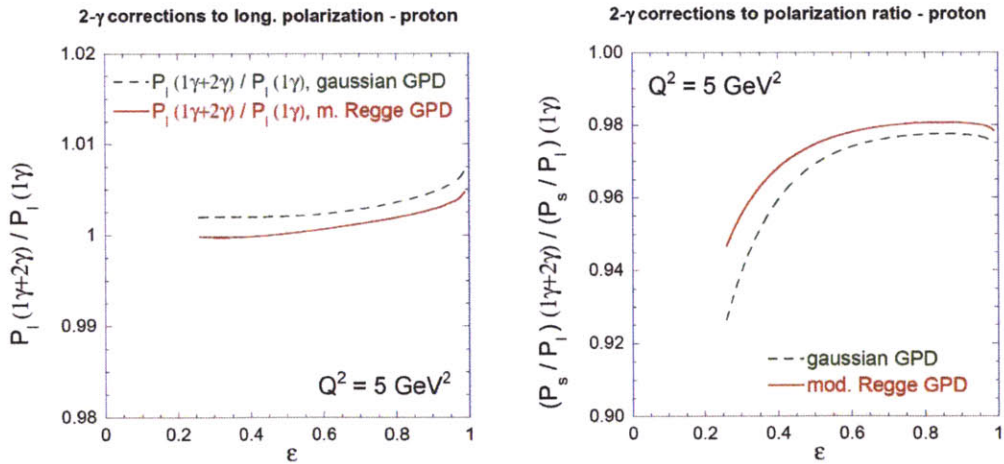 2-γ corrections to long. polarization - proton
1.02
P_l (1γ+2γ) / P_l (1γ), gaussian GPD
P_l (1γ+2γ) / P_l (1γ), m. Regge GPD
1.01
1
0.99
0.98
P_l (1γ+2γ) / P_l (1γ)
Q² = 5 GeV²
0 0.2 0.4 0.6 0.8 1
ε
2-γ corrections to polarization ratio - proton
1.00
Q² = 5 GeV²
0.98
0.96
0.94
0.92
0.90
(P_s / P_l) (1γ+2γ) / (P_s / P_l) (1γ)
gaussian GPD
mod. Regge GPD
0 0.2 0.4 0.6 0.8 1
ε